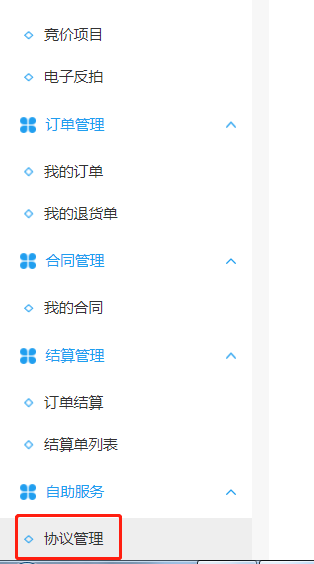 竞价项目
电子反拍
订单管理
我的订单
我的退货单
合同管理
我的合同
结算管理
订单结算
结算单列表
自助服务
协议管理